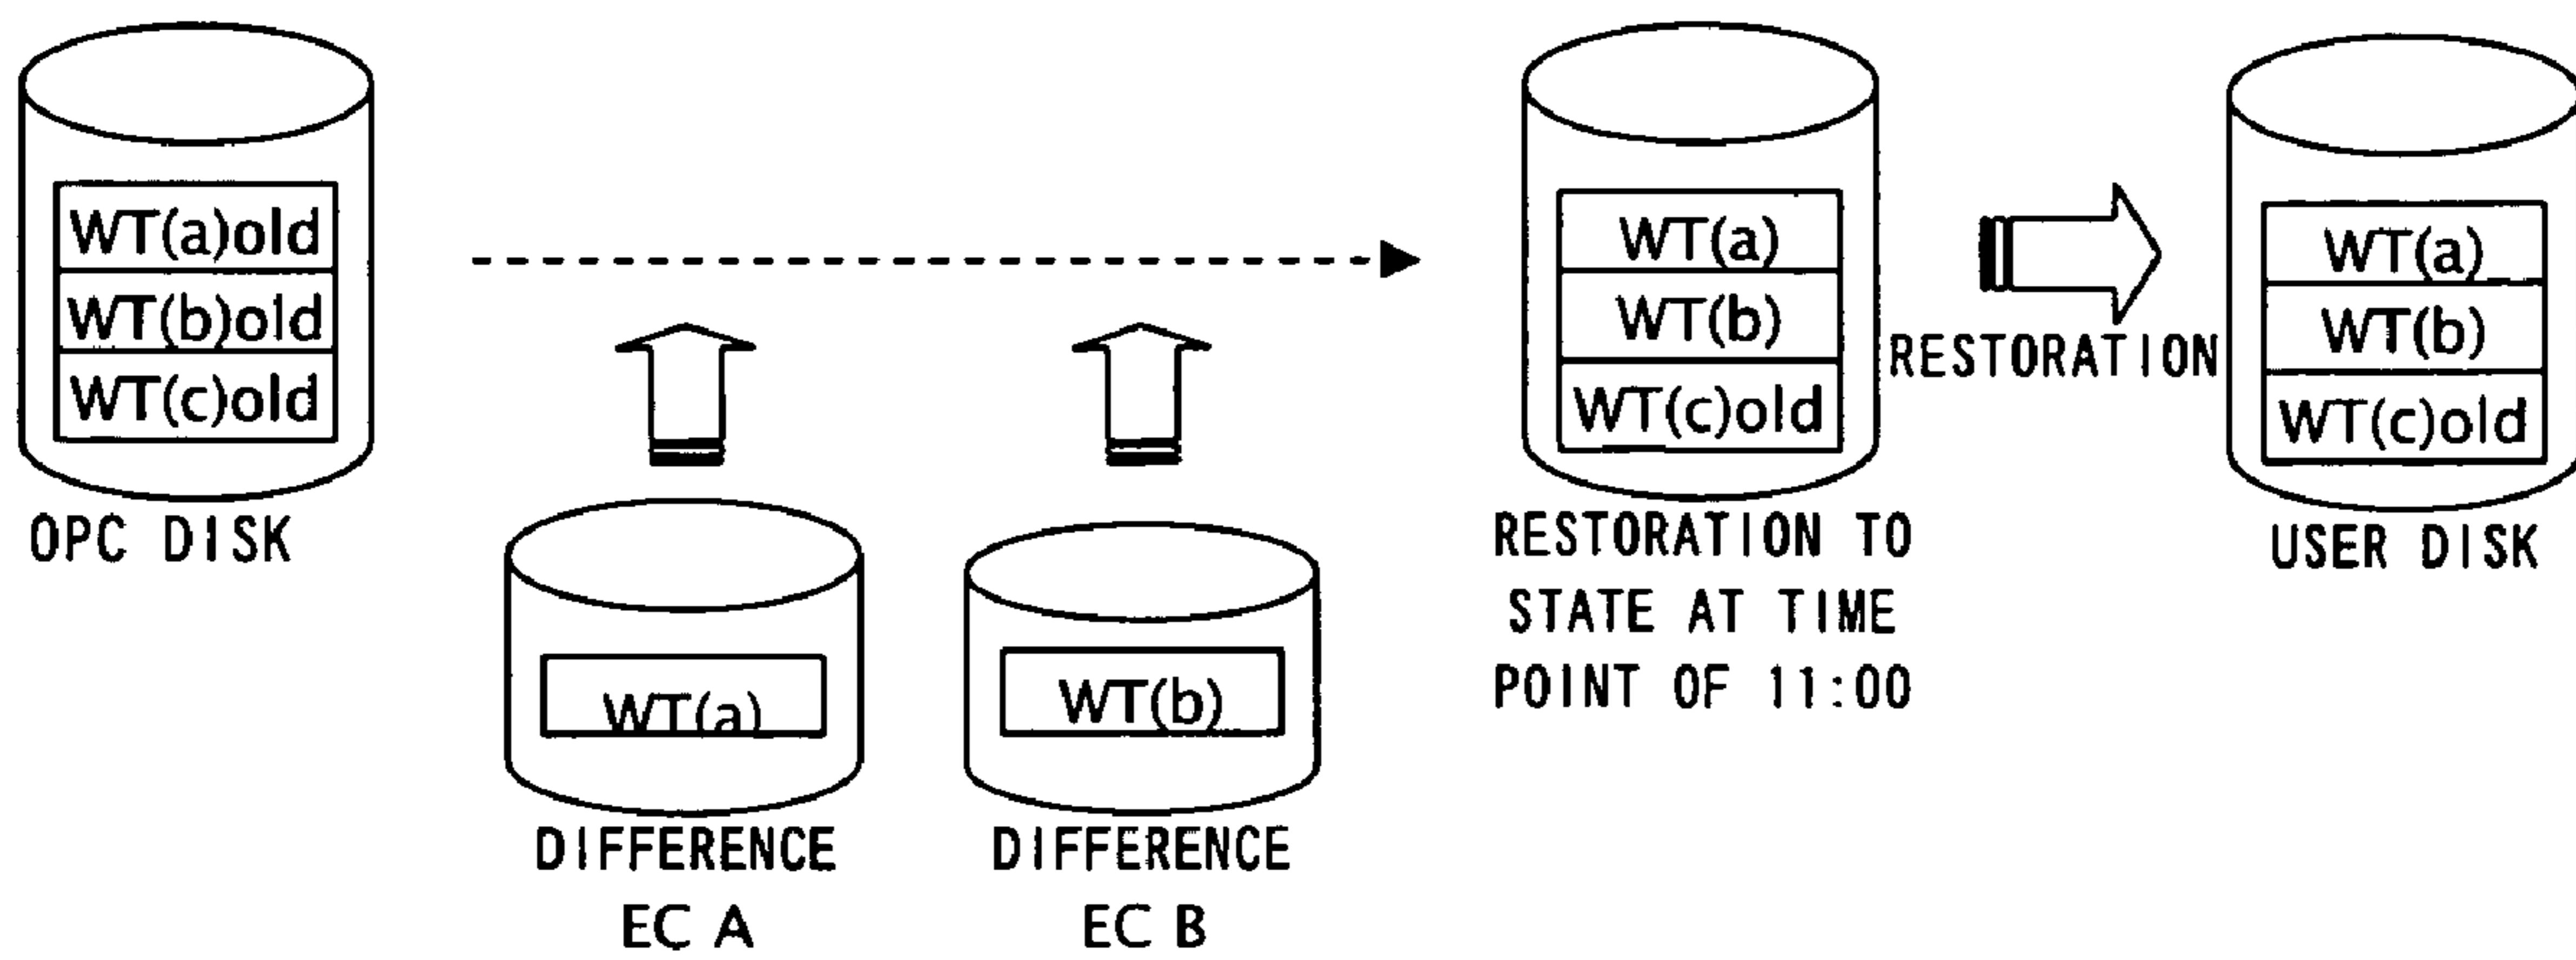 WT(a)old
WT(b)old
WT(c)old
OPC DISK
WT(a)
DIFFERENCE
EC A
WT(b)
DIFFERENCE
EC B
WT(a)
WT(b)
WT(c)old
RESTORATION TO
STATE AT TIME
POINT OF 11:00
RESTORATION
WT(a)
WT(b)
WT(c)old
USER DISK